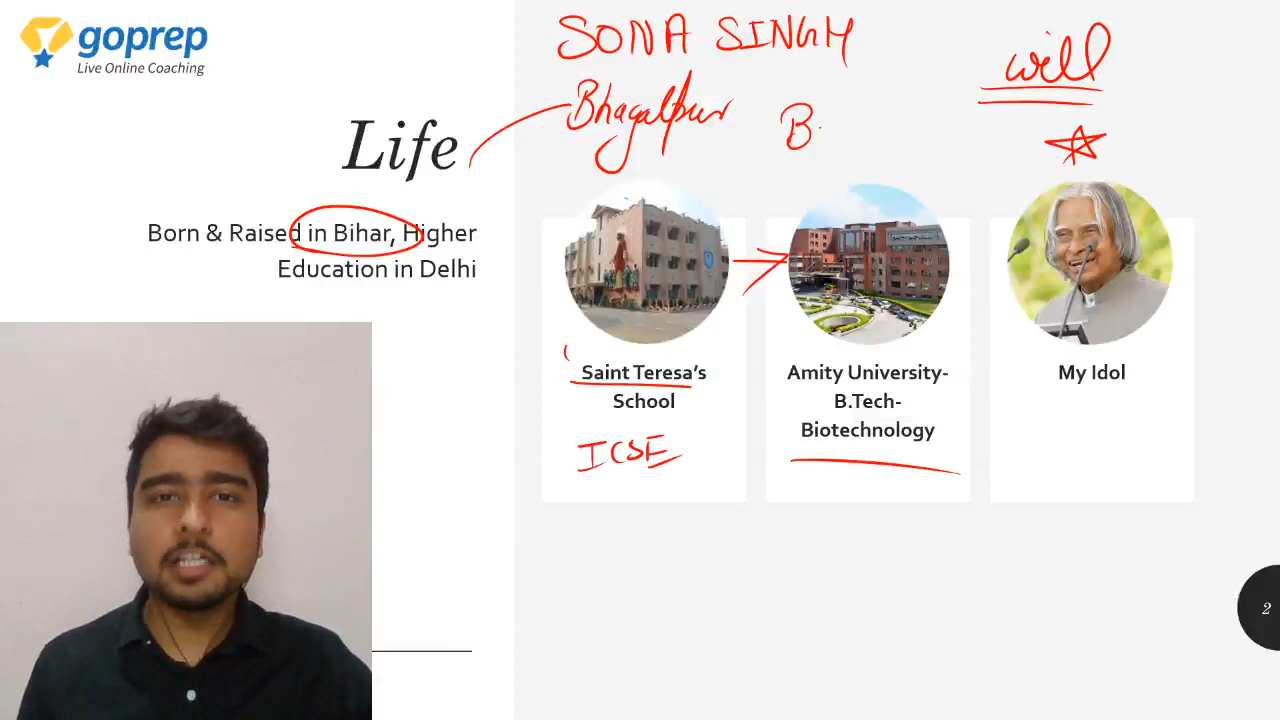 goprep
Live Online Coaching
SONA SINGH
will
Bhagalpur
B.
Life
Born & Raised in Bihar, Higher
Education in Delhi
Saint Teresa's
School
ICSE
Amity University-
B.Tech-
Biotechnology
My Idol
2